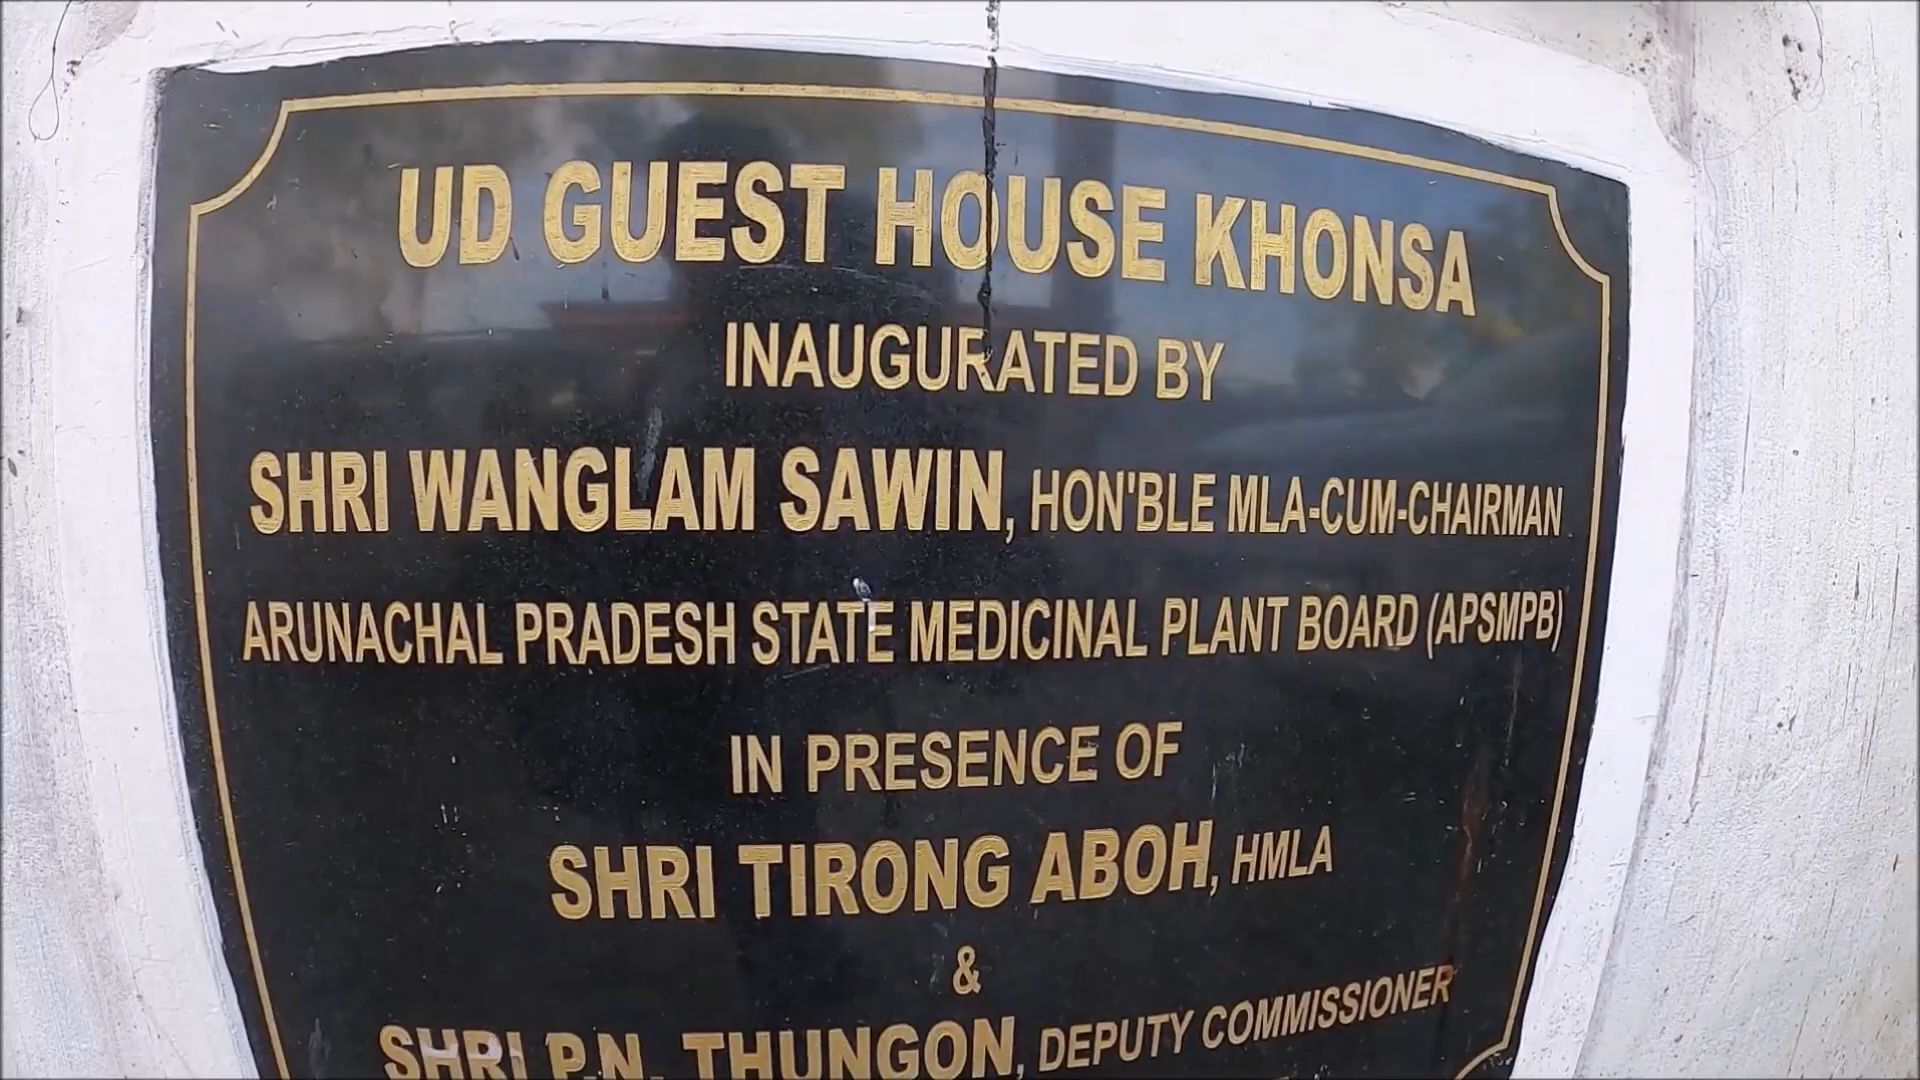 UD GUEST HOUSE KHONSA
INAUGURATED BY
SHRI WANGLAM SAWIN, HON'BLE MLA-CUM-CHAIRMAN
ARUNACHAL PRADESH STATE MEDICINAL PLANT BOARD (APSMPB)
IN PRESENCE OF
SHRI TIRONG ABOH, HMLA
&
SHRI P.N. THUNGON, DEPUTY COMMISSIONER